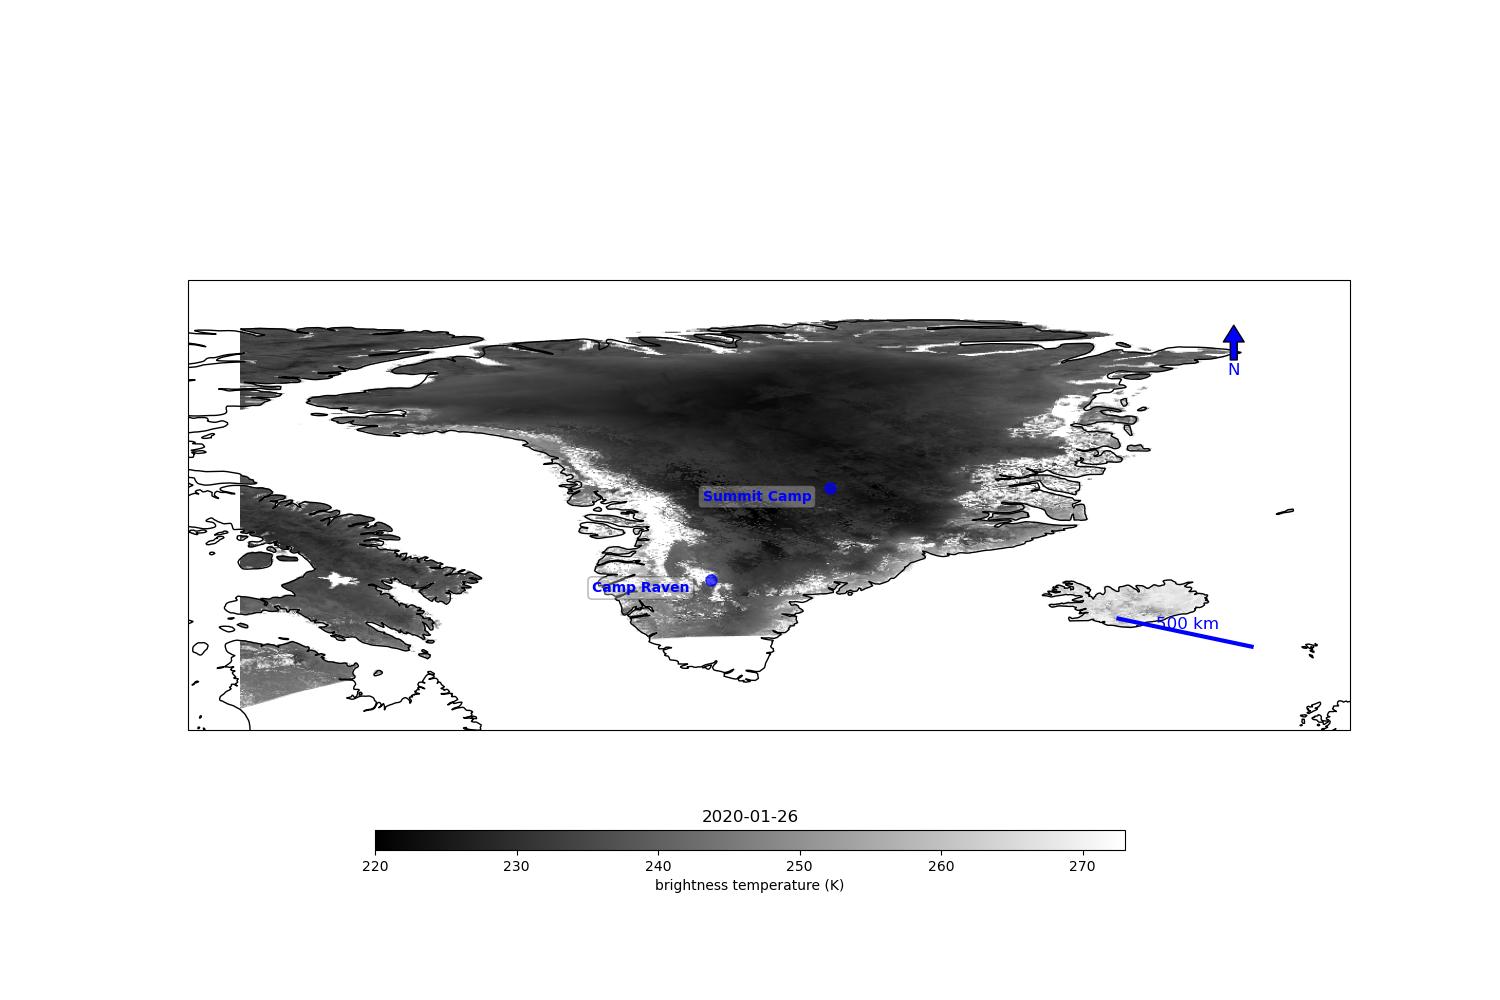 N
Summit Camp
Camp Raven
500 km
2020-01-26
220 230 240 250 260 270
brightness temperature (K)